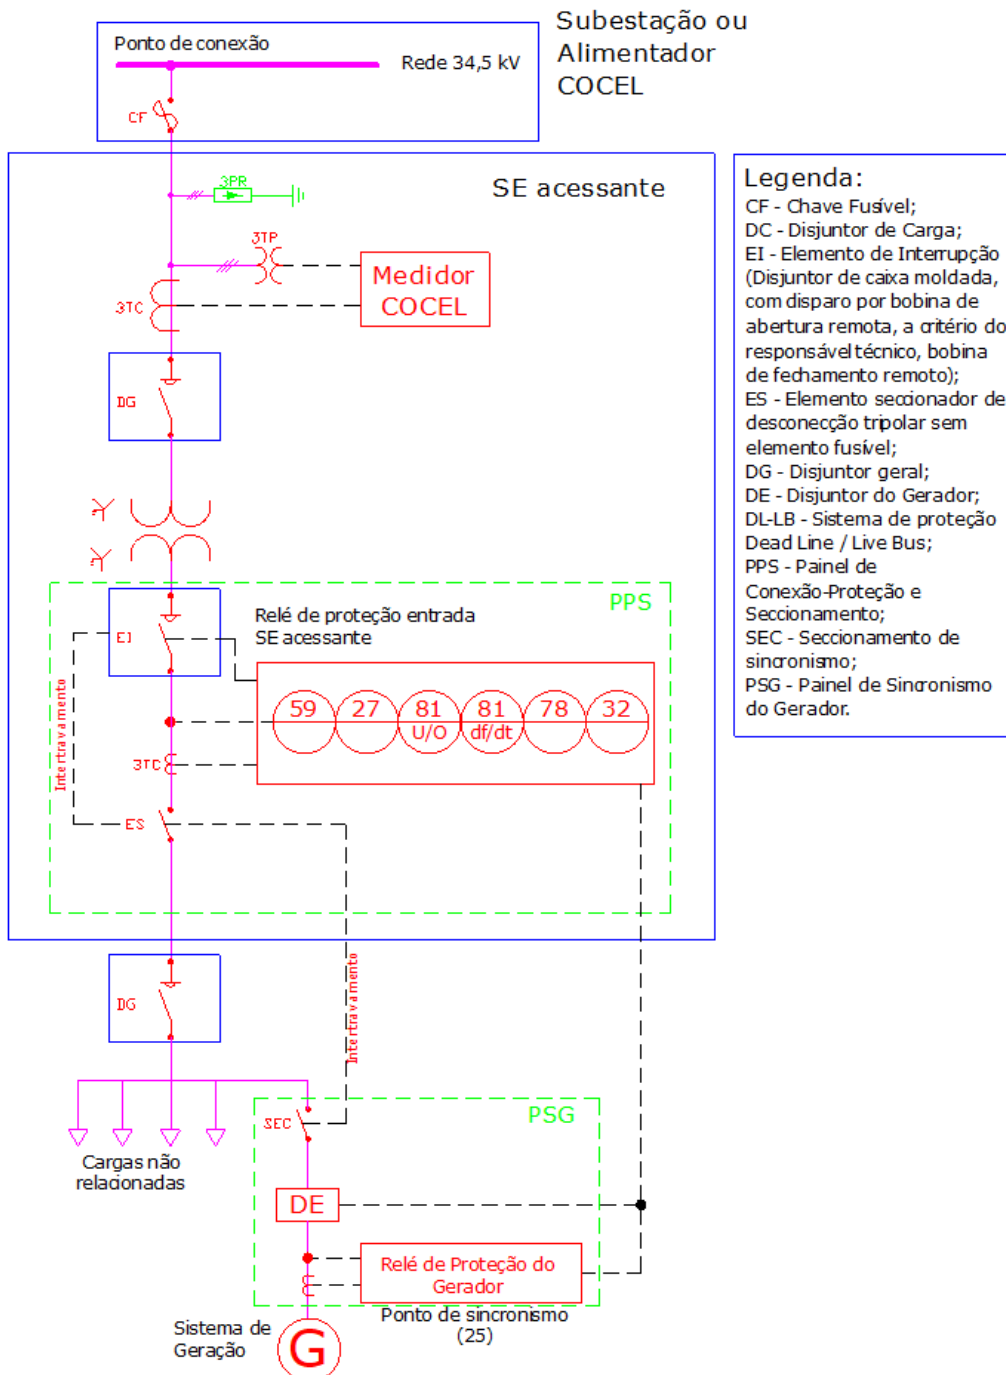 Subestação ou
Alimentador
COCEL
Ponto de conexão
Rede 34,5 kV
CF
SE acessante
3PR
3TP
Medidor
COCEL
3TC
DG
PPS
Relé de proteção entrada
SE acessante
EI
59
27
81
U/O
81
df/dt
78
32
Intertravamento
3TC
ES
DG
Intertravamento
Cargas não
relacionadas
PSG
SEC
DE
Relé de Proteção do
Gerador
Ponto de sincronismo
(25)
Sistema de
Geração
G
Legenda:
CF - Chave Fusível;
DC - Disjuntor de Carga;
EI - Elemento de Interrupção
(Disjuntor de caixa moldada,
com disparo por bobina de
abertura remota, a critério do
responsável técnico, bobina
de fechamento remoto);
ES - Elemento seccionador de
desconecção tripolar sem
elemento fusível;
DG - Disjuntor geral;
DE - Disjuntor do Gerador;
DL-LB - Sistema de proteção
Dead Line / Live Bus;
PPS - Painel de
Conexão-Proteção e
Seccionamento;
SEC - Seccionamento de
sincronismo;
PSG - Painel de Sincronismo
do Gerador.